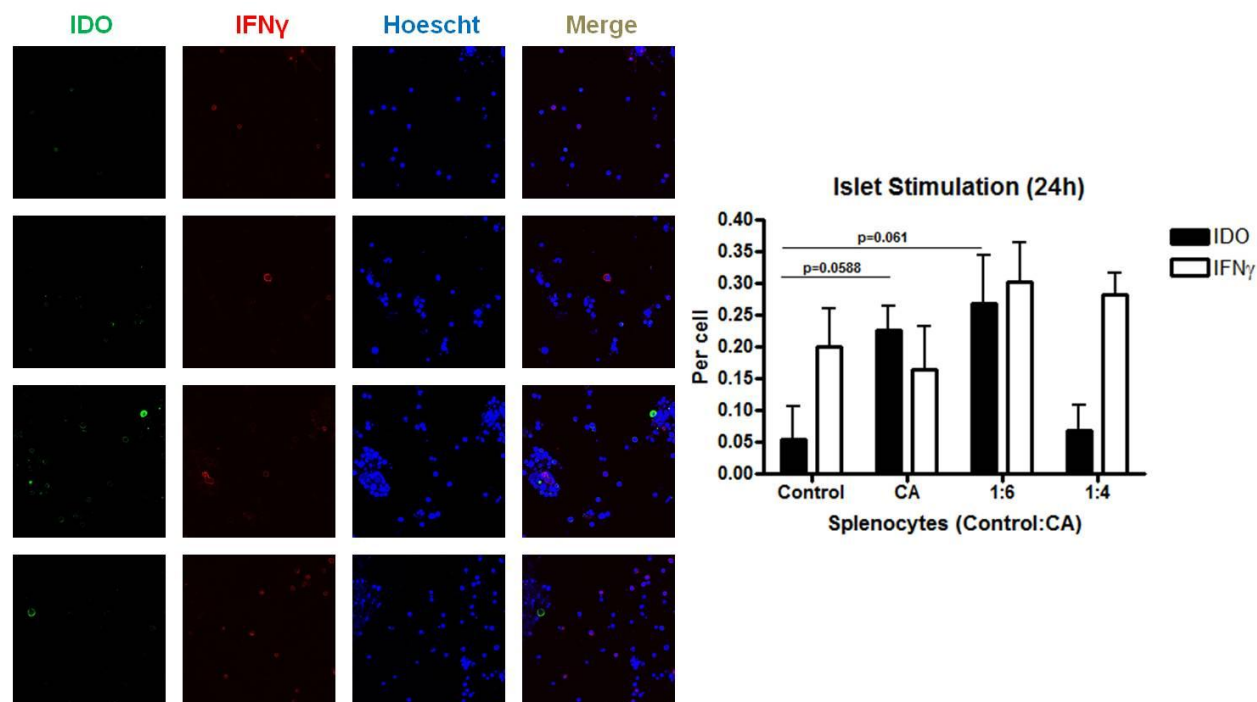 IDO IFNγ Hoescht Merge
Islet Stimulation (24h)
0.40
0.35
0.30
0.25
0.20
0.15
0.10
0.05
0.00
Per cell
p=0.061
p=0.0588
IDO
IFNγ
Control CA 1:6 1:4
Splenocytes (Control:CA)